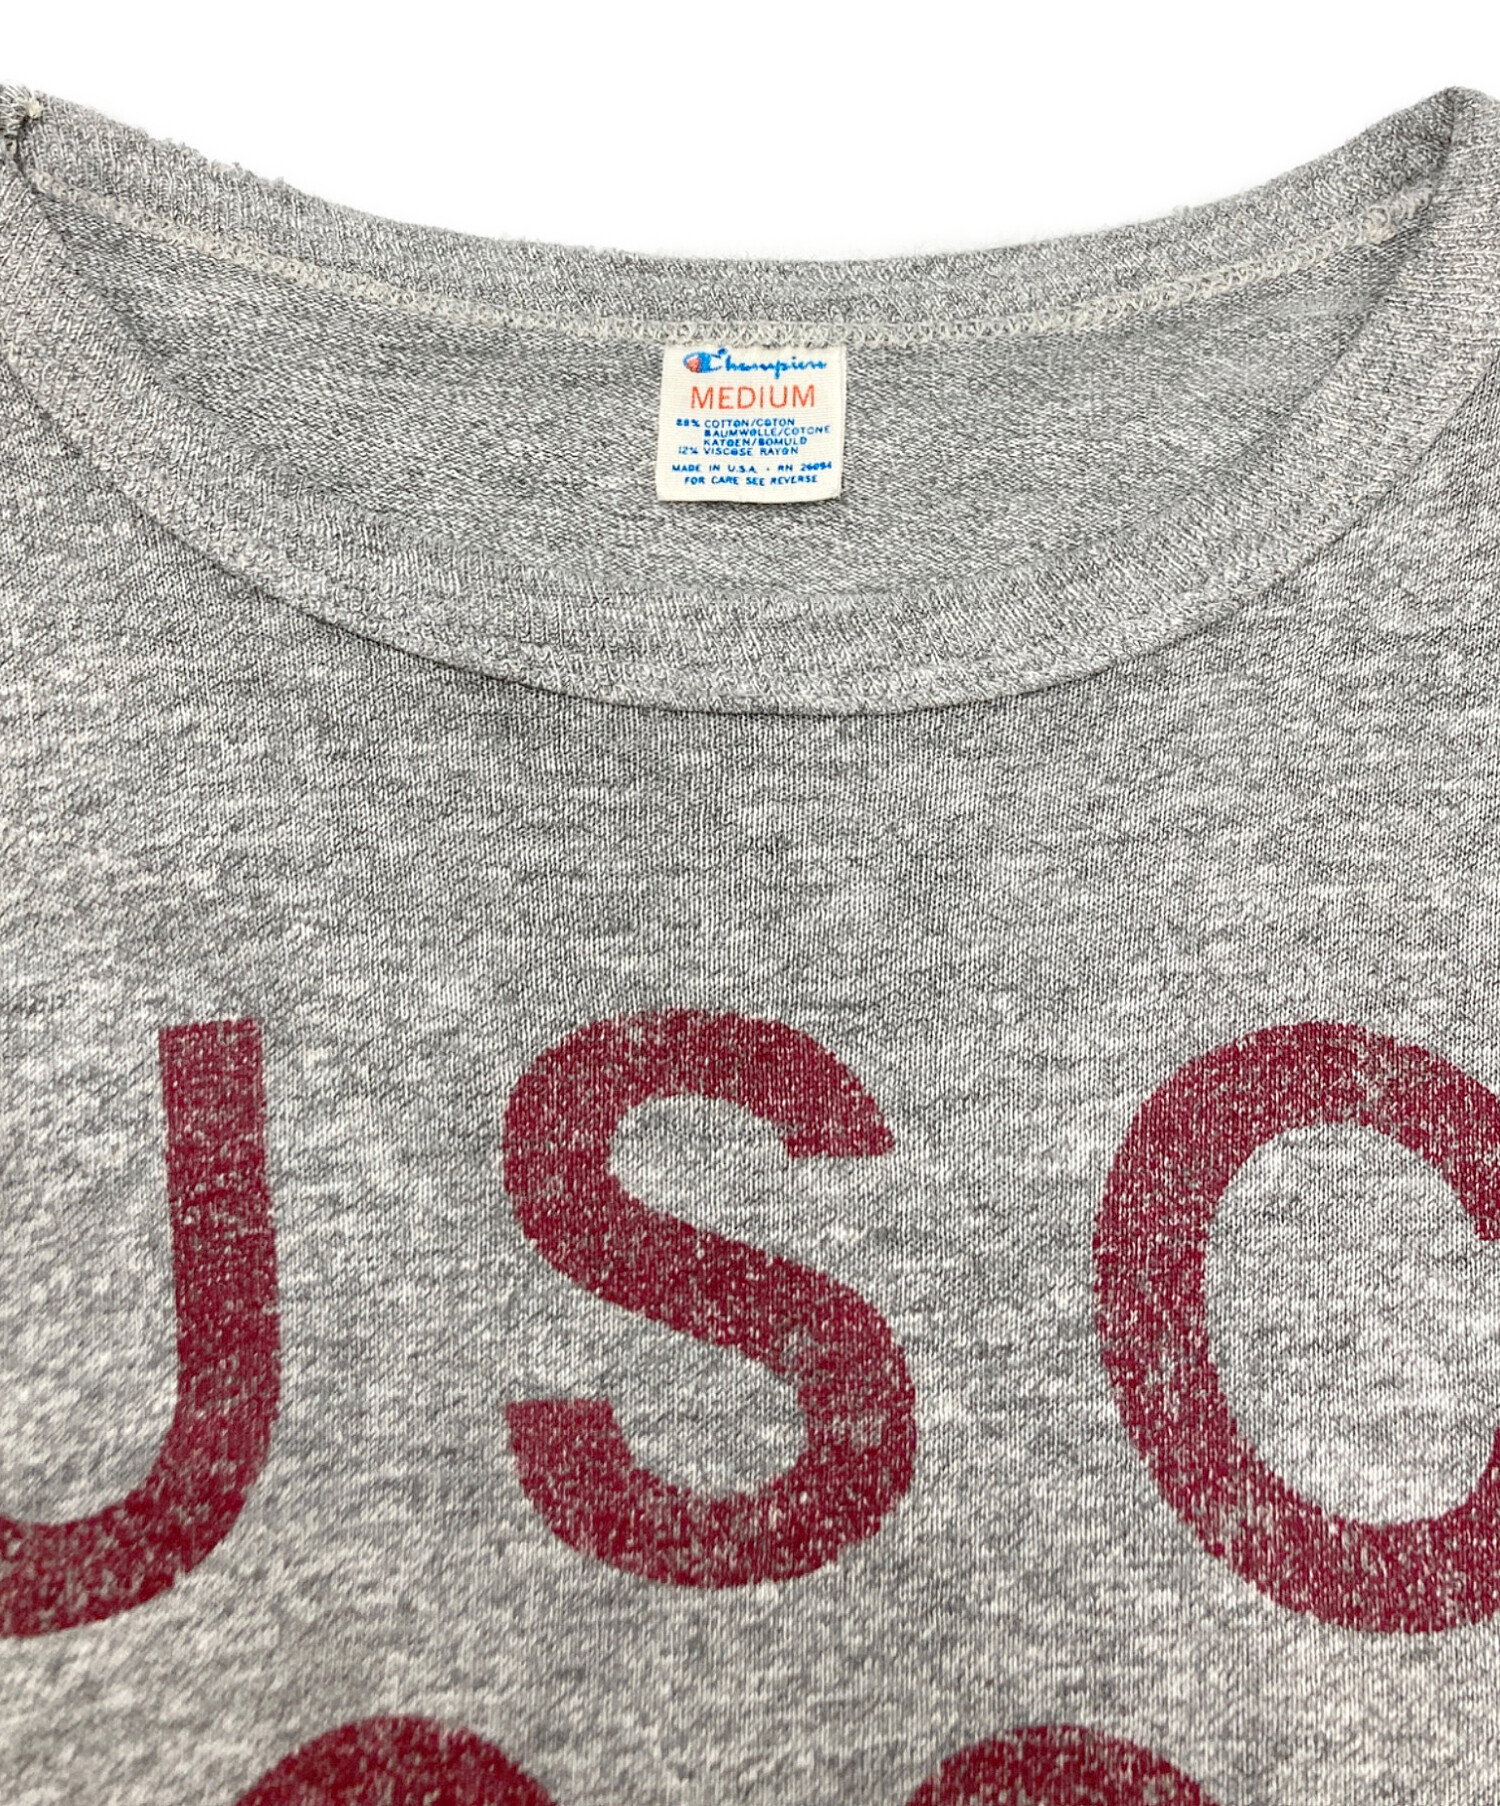 Champion
MEDIUM
88% COTTON/COTON
BAUMWOLLE/COTONE
KATOEN/BOMULD
12% VISCOSE RAYON
MADE IN U.S.A. - RN 26094
FOR CARE SEE REVERSE
USC